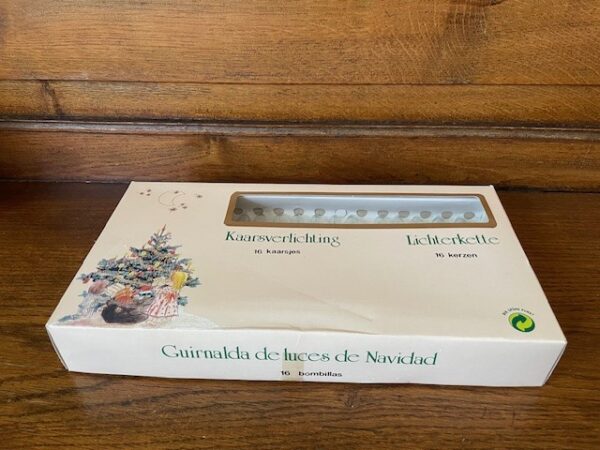 Kaarsverlichting
16 kaarsjes
Lichterkette
16 kerzen
Guirnalda de luces de Navidad
16 bombillas